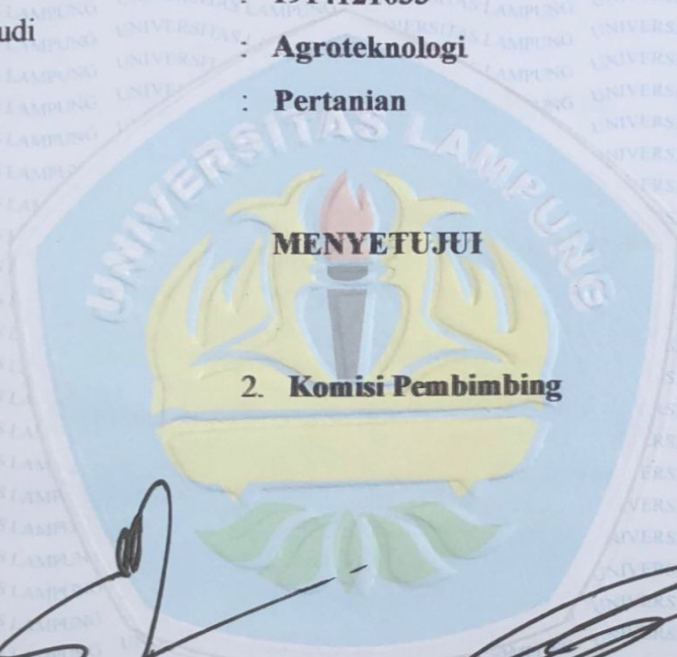 udi : Agroteknologi
: Pertanian
UNIVERSITAS LAMPUNG
MENYETUJUI
2. Komisi Pembimbing